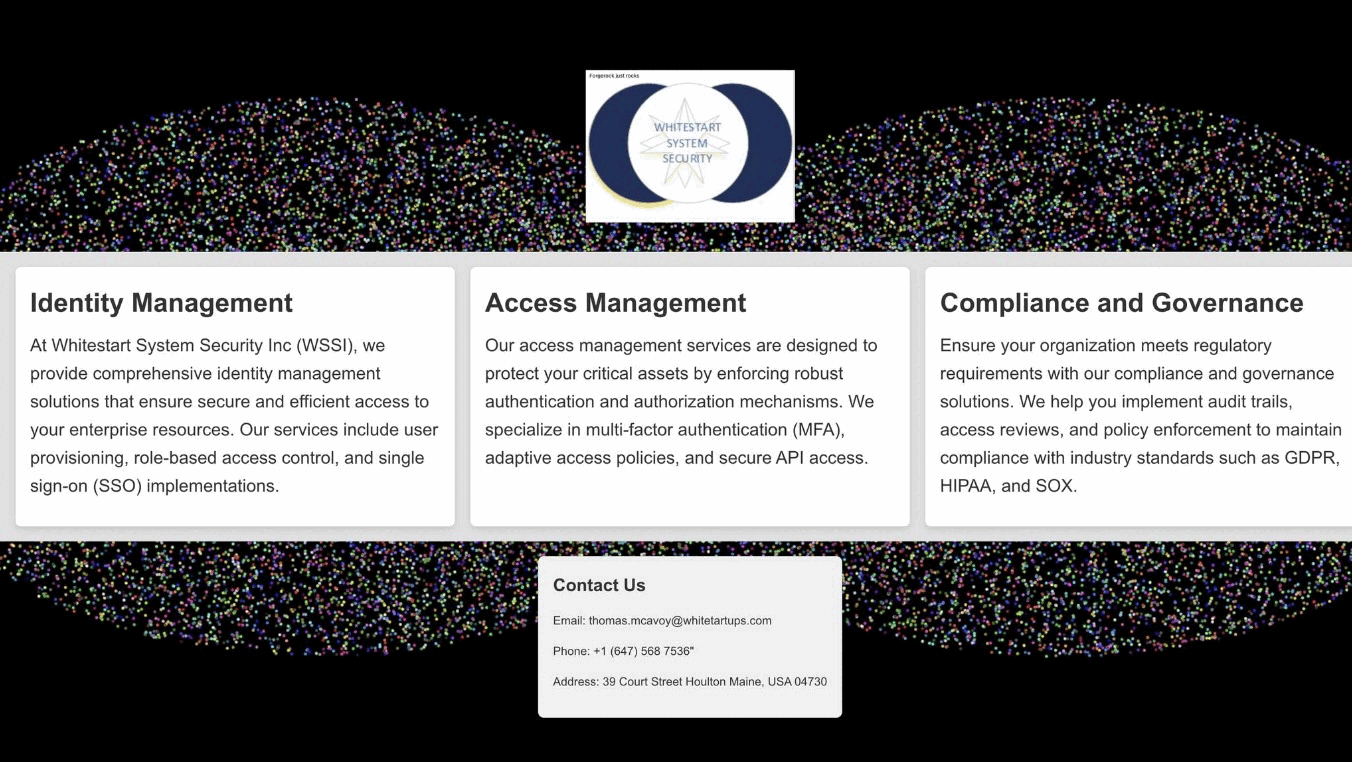 Forgerock just rocks
WHITESTART
SYSTEM
SECURITY
Identity Management
At Whitestart System Security Inc (WSSI), we
provide comprehensive identity management
solutions that ensure secure and efficient access to
your enterprise resources. Our services include user
provisioning, role-based access control, and single
sign-on (SSO) implementations.
Access Management
Our access management services are designed to
protect your critical assets by enforcing robust
authentication and authorization mechanisms. We
specialize in multi-factor authentication (MFA),
adaptive access policies, and secure API access.
Compliance and Governance
Ensure your organization meets regulatory
requirements with our compliance and governance
solutions. We help you implement audit trails,
access reviews, and policy enforcement to maintain
compliance with industry standards such as GDPR,
HIPAA, and SOX.
Contact Us
Email: thomas.mcavoy@whitetartups.com
Phone: +1 (647) 568 7536"
Address: 39 Court Street Houlton Maine, USA 04730